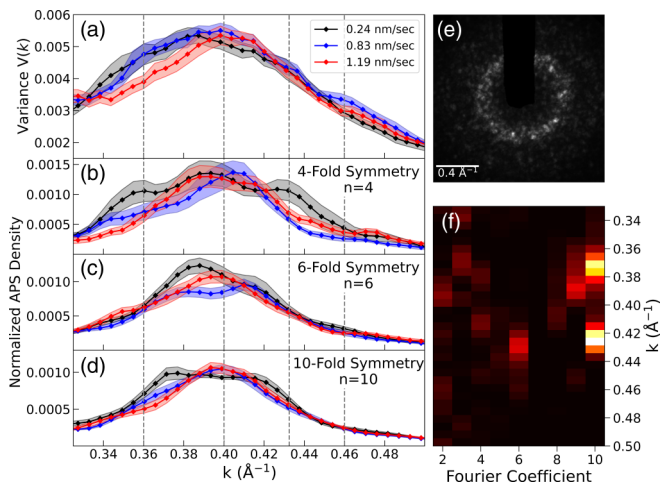 (a)
0.24 nm/sec
0.83 nm/sec
1.19 nm/sec
Variance V(k)
0.006
0.005
0.004
0.003
0.002
(b)
4-Fold Symmetry
n=4
0.0015
0.0010
0.0005
(c)
6-Fold Symmetry
n=6
0.0010
0.0005
Normalized APS Density
(d)
10-Fold Symmetry
n=10
0.0010
0.0005
0.34 0.36 0.38 0.40 0.42 0.44 0.46 0.48
k (Å⁻¹)
(e)
0.4 Å⁻¹
(f)
0.34
0.36
0.38
0.40
0.42
0.44
0.46
0.48
0.50
k (Å⁻¹)
2 4 6 8 10
Fourier Coefficient